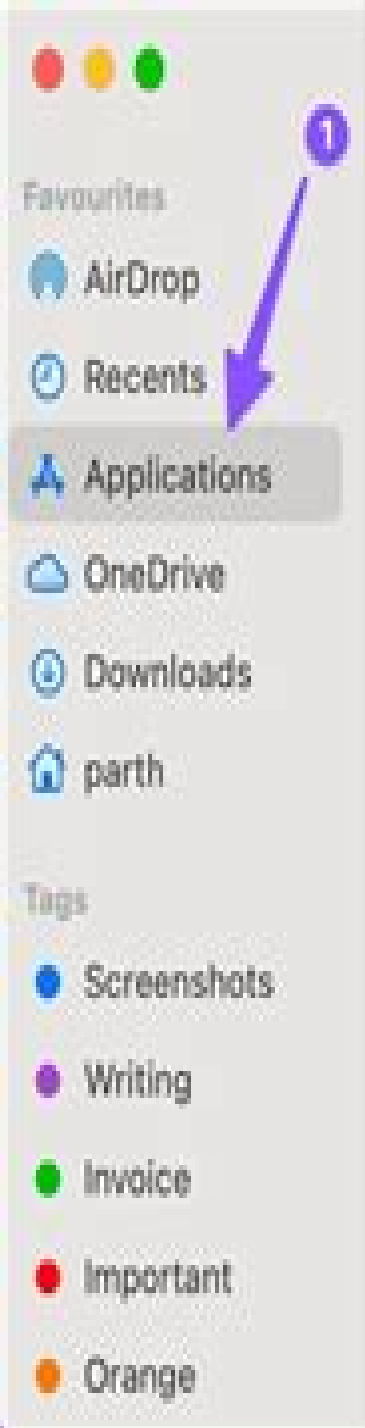 1
Favourites
AirDrop
Recents
Applications
OneDrive
Downloads
parth
Tags
Screenshots
Writing
Invoice
Important
Orange